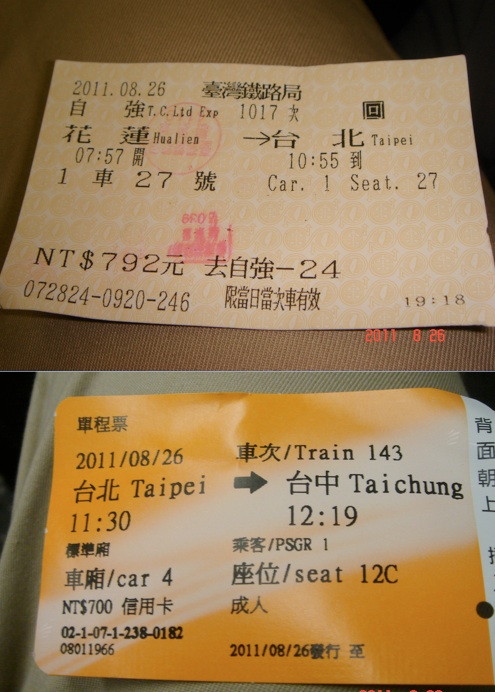 2011.08.26 臺灣鐵路局
自 強 T.C.Ltd Exp 1017 次 回
花 蓮 Hualien →台 北 Taipei
07:57 開 10:55 到
1 車 27 號 Car. 1 Seat. 27
NT$792元 去自強-24
072824-0920-246 限當日當次車有效 19:18
2011 8 26
單程票
2011/08/26 車次/Train 143
台北 Taipei → 台中 Taichung
11:30 12:19
標準廂 乘客/PSGR 1
車廂/car 4 座位/seat 12C
NT$700 信用卡 成人
02-1-07-1-238-0182
08011966 2011/08/26發行 至
背
面
朝
上